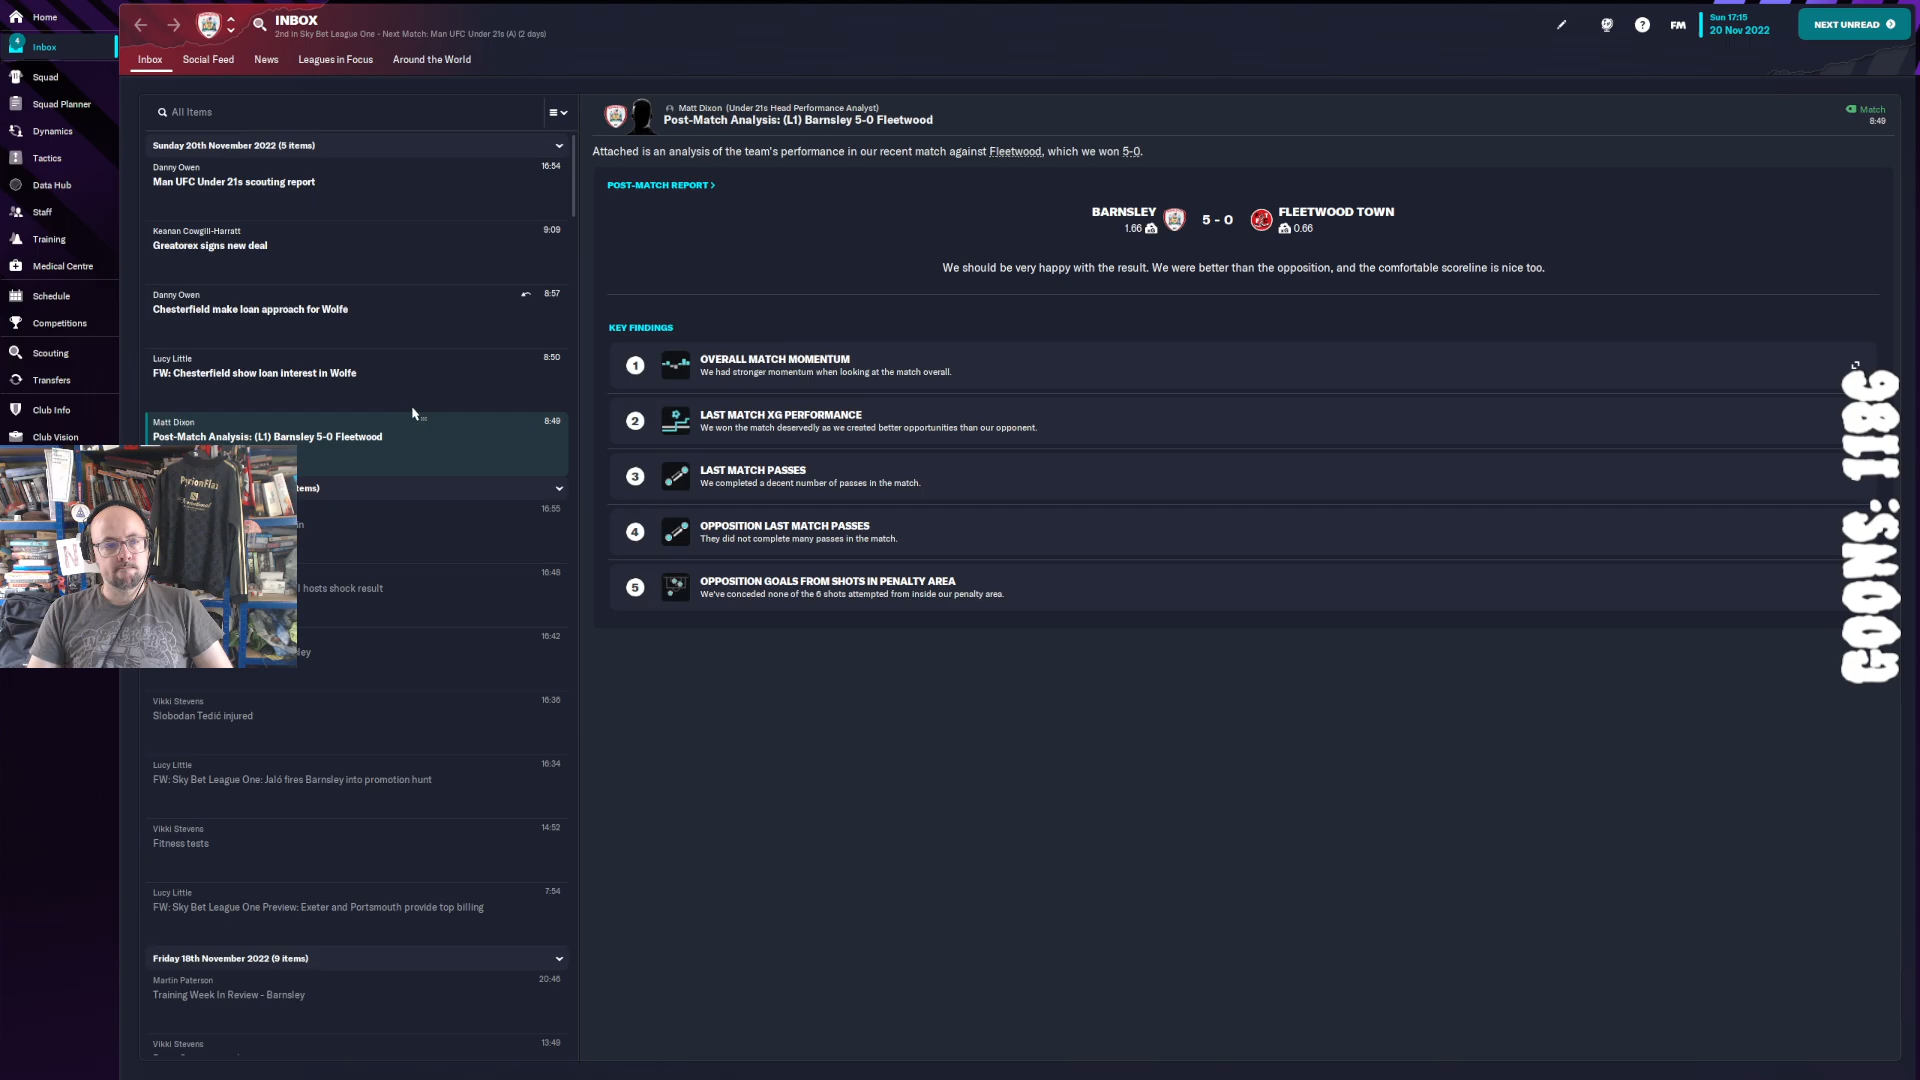 Home
4
Inbox
Squad
Squad Planner
Dynamics
Tactics
Data Hub
Staff
Training
Medical Centre
Schedule
Competitions
Scouting
Transfers
Club Info
Club Vision
INBOX
2nd in Sky Bet League One - Next Match: Man UFC Under 21s (A) (2 days)
FM
Sun 17:15
20 Nov 2022
NEXT UNREAD
Inbox
Social Feed
News
Leagues in Focus
Around the World
All Items
Sunday 20th November 2022 (5 items)
Danny Owen
16:54
Man UFC Under 21s scouting report
Keanan Cowgill-Harratt
9:09
Greatorex signs new deal
Danny Owen
8:57
Chesterfield make loan approach for Wolfe
Lucy Little
8:50
FW: Chesterfield show loan interest in Wolfe
Matt Dixon
8:49
Post-Match Analysis: (L1) Barnsley 5-0 Fleetwood
tems)
16:55
in
16:48
l hosts shock result
16:42
ley
Vikki Stevens
16:36
Slobodan Tedić injured
Lucy Little
16:34
FW: Sky Bet League One: Jaló fires Barnsley into promotion hunt
Vikki Stevens
14:52
Fitness tests
Lucy Little
7:54
FW: Sky Bet League One Preview: Exeter and Portsmouth provide top billing
Friday 18th November 2022 (9 items)
Martin Paterson
20:46
Training Week In Review - Barnsley
Vikki Stevens
13:49
Matt Dixon (Under 21s Head Performance Analyst)
Post-Match Analysis: (L1) Barnsley 5-0 Fleetwood
Match
8:49
Attached is an analysis of the team's performance in our recent match against Fleetwood, which we won 5-0.
POST-MATCH REPORT >
BARNSLEY
1.66
5 - 0
FLEETWOOD TOWN
0.66
We should be very happy with the result. We were better than the opposition, and the comfortable scoreline is nice too.
KEY FINDINGS
1
OVERALL MATCH MOMENTUM
We had stronger momentum when looking at the match overall.
2
LAST MATCH XG PERFORMANCE
We won the match deservedly as we created better opportunities than our opponent.
3
LAST MATCH PASSES
We completed a decent number of passes in the match.
4
OPPOSITION LAST MATCH PASSES
They did not complete many passes in the match.
5
OPPOSITION GOALS FROM SHOTS IN PENALTY AREA
We've conceded none of the 6 shots attempted from inside our penalty area.
GOONS: 1186